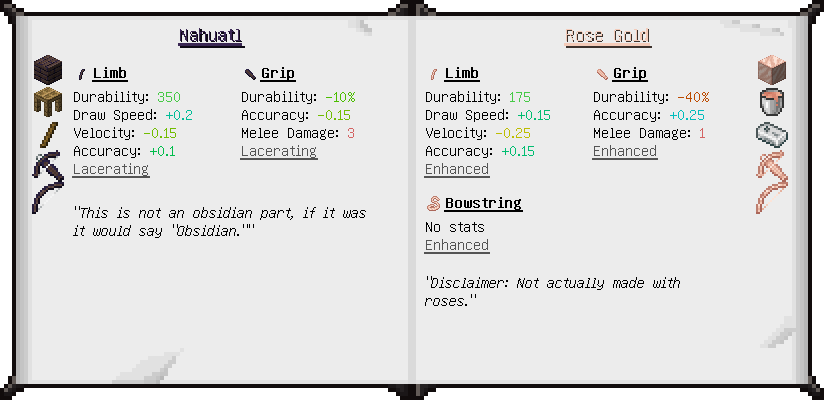 Nahuatl
Limb
Durability: 350
Draw Speed: +0.2
Velocity: -0.15
Accuracy: +0.1
Lacerating
Grip
Durability: -10%
Accuracy: -0.15
Melee Damage: 3
Lacerating
"This is not an obsidian part, if it was
it would say "Obsidian.""
Rose Gold
Limb
Durability: 175
Draw Speed: +0.15
Velocity: -0.25
Accuracy: +0.15
Enhanced
Grip
Durability: -40%
Accuracy: +0.25
Melee Damage: 1
Enhanced
Bowstring
No stats
Enhanced
"Disclaimer: Not actually made with
roses."